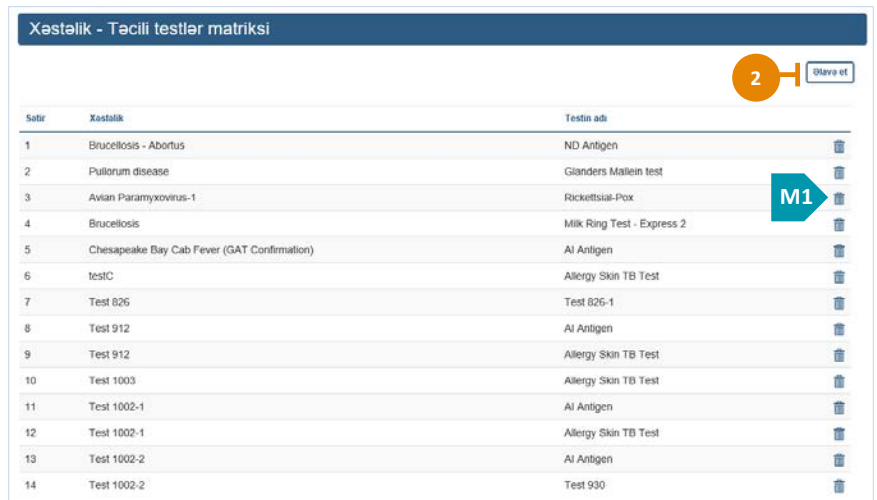 Xəstəlik - Təcili testlər matriksi
2 Əlavə et
Sətir Xəstəlik Testin adı
1 Brucellosis - Abortus ND Antigen
2 Pullorum disease Glanders Mallein test
3 Avian Paramyxovirus-1 Rickettsial-Pox M1
4 Brucellosis Milk Ring Test - Express 2
5 Chesapeake Bay Cab Fever (GAT Confirmation) AI Antigen
6 testC Allergy Skin TB Test
7 Test 826 Test 826-1
8 Test 912 AI Antigen
9 Test 912 Allergy Skin TB Test
10 Test 1003 Allergy Skin TB Test
11 Test 1002-1 AI Antigen
12 Test 1002-1 Allergy Skin TB Test
13 Test 1002-2 AI Antigen
14 Test 1002-2 Test 930